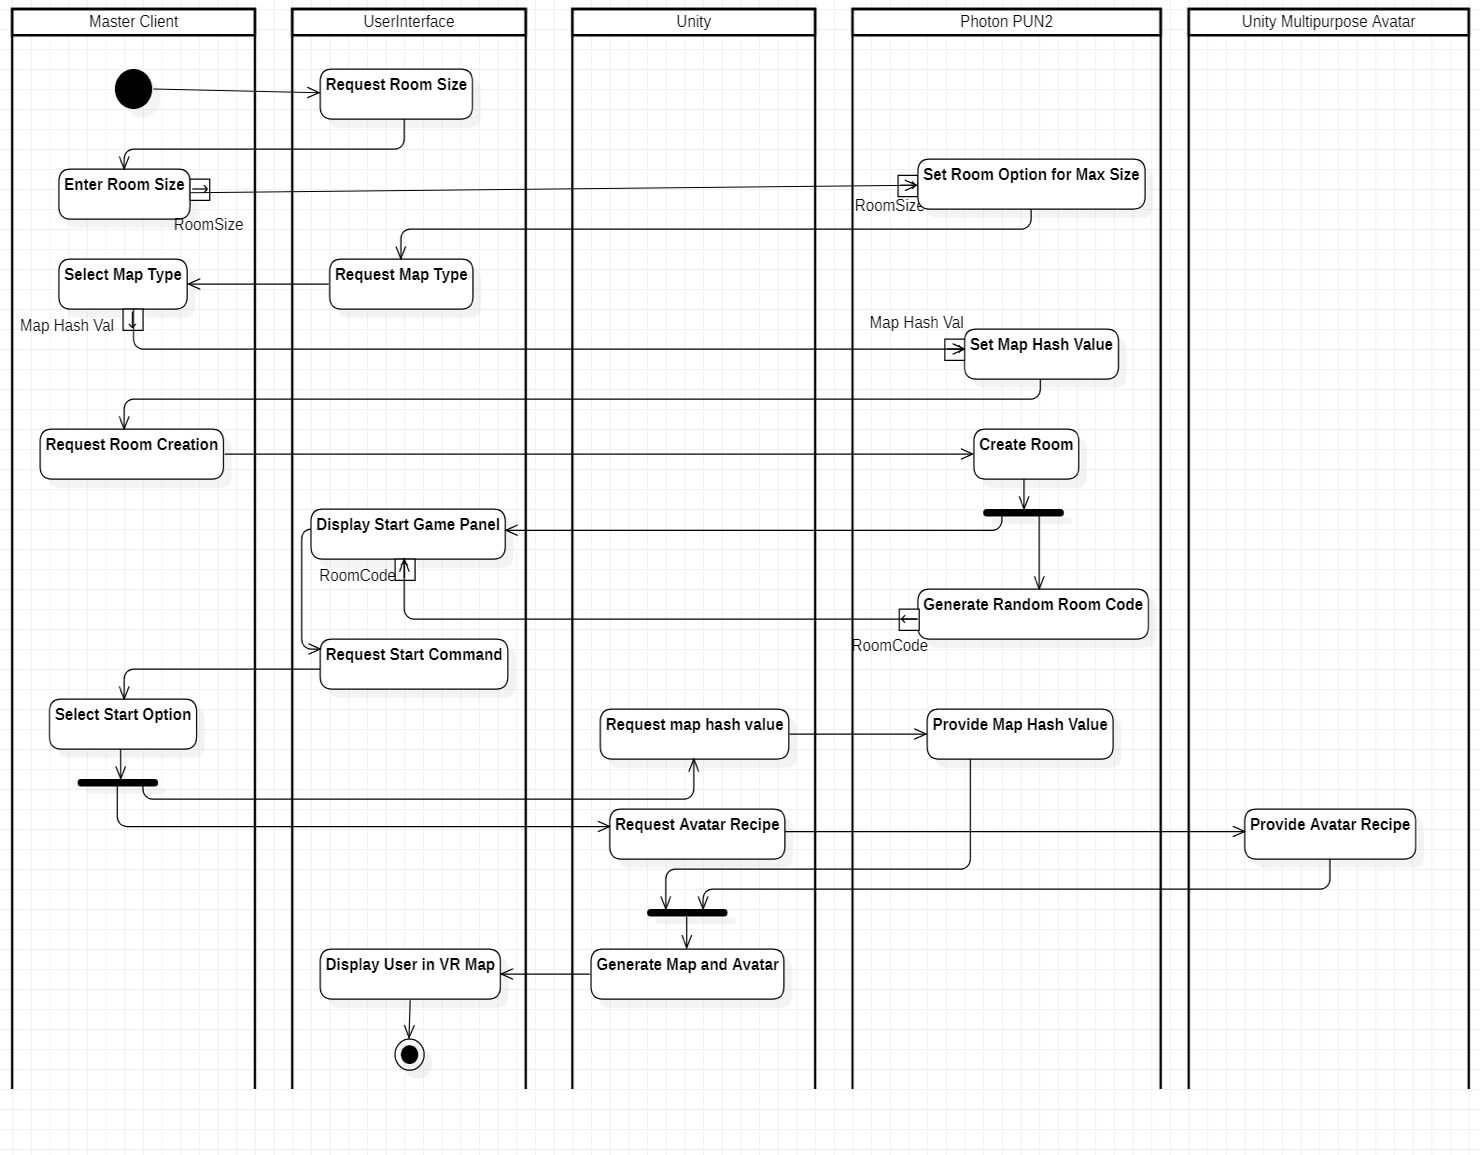 Master Client
UserInterface
Unity
Photon PUN2
Unity Multipurpose Avatar
Request Room Size
Enter Room Size
RoomSize
Set Room Option for Max Size
RoomSize
Select Map Type
Request Map Type
Map Hash Val
Map Hash Val
Set Map Hash Value
Request Room Creation
Create Room
Display Start Game Panel
RoomCode
Generate Random Room Code
RoomCode
Request Start Command
Select Start Option
Request map hash value
Provide Map Hash Value
Request Avatar Recipe
Provide Avatar Recipe
Display User in VR Map
Generate Map and Avatar